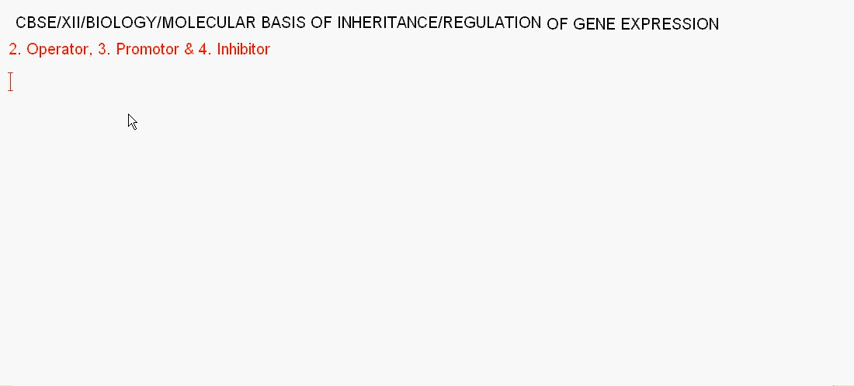 CBSE/XII/BIOLOGY/MOLECULAR BASIS OF INHERITANCE/REGULATION OF GENE EXPRESSION
2. Operator, 3. Promotor & 4. Inhibitor